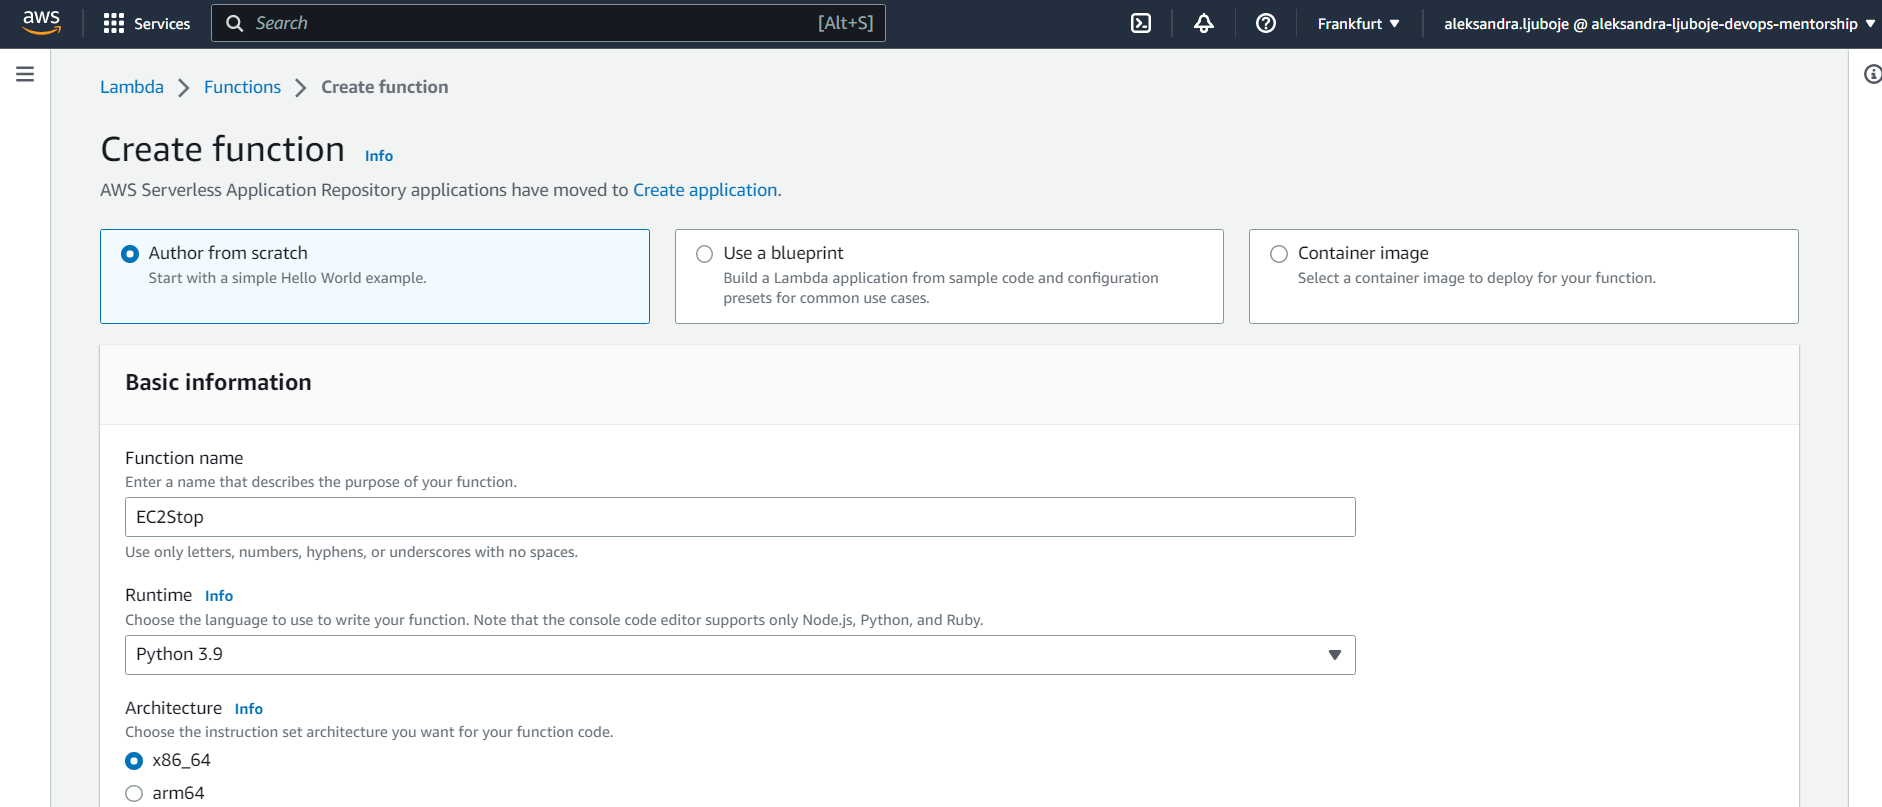 aws Services Search [Alt+S] Frankfurt aleksandra.ljuboje @ aleksandra-ljuboje-devops-mentorship
Lambda Functions Create function
Create function Info
AWS Serverless Application Repository applications have moved to Create application.
Author from scratch
Start with a simple Hello World example.
Use a blueprint
Build a Lambda application from sample code and configuration
presets for common use cases.
Container image
Select a container image to deploy for your function.
Basic information
Function name
Enter a name that describes the purpose of your function.
EC2Stop
Use only letters, numbers, hyphens, or underscores with no spaces.
Runtime Info
Choose the language to use to write your function. Note that the console code editor supports only Node.js, Python, and Ruby.
Python 3.9
Architecture Info
Choose the instruction set architecture you want for your function code.
x86_64
arm64